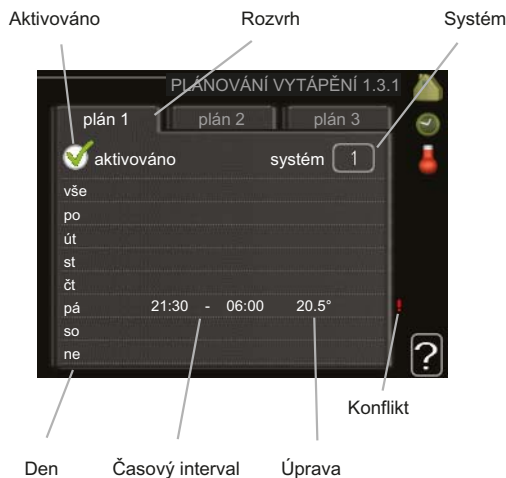 Aktivováno Rozvrh Systém
PLÁNOVÁNÍ VYTÁPĚNÍ 1.3.1
plán 1 plán 2 plán 3
aktivováno systém 1
vše
po
út
st
čt
pá 21:30 - 06:00 20.5° !
so
ne
?
Konflikt
Den Časový interval Úprava